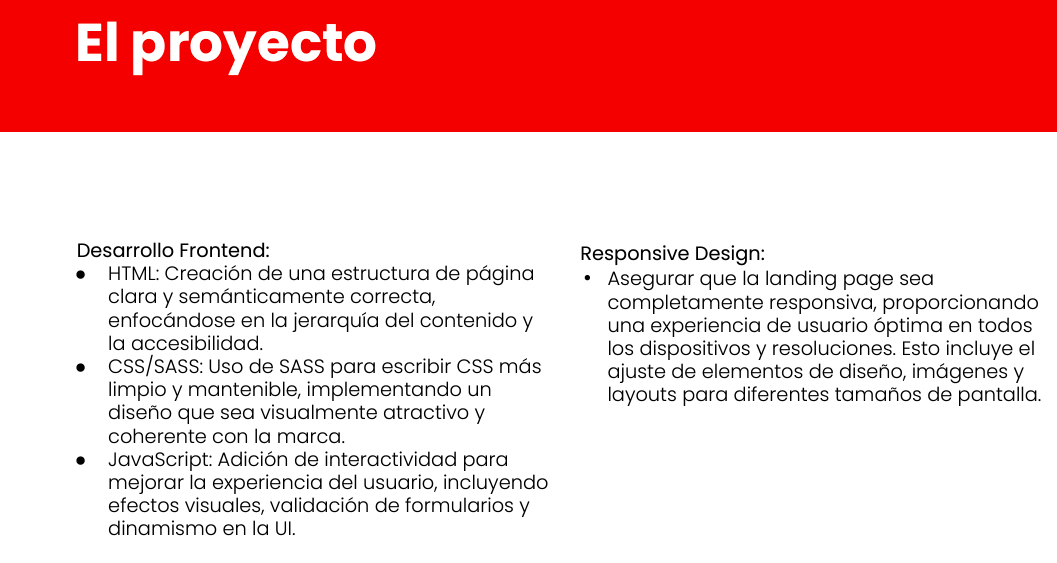 El proyecto
Desarrollo Frontend:
● HTML: Creación de una estructura de página
clara y semánticamente correcta,
enfocándose en la jerarquía del contenido y
la accesibilidad.
● CSS/SASS: Uso de SASS para escribir CSS más
limpio y mantenible, implementando un
diseño que sea visualmente atractivo y
coherente con la marca.
● JavaScript: Adición de interactividad para
mejorar la experiencia del usuario, incluyendo
efectos visuales, validación de formularios y
dinamismo en la UI.
Responsive Design:
• Asegurar que la landing page sea
completamente responsiva, proporcionando
una experiencia de usuario óptima en todos
los dispositivos y resoluciones. Esto incluye el
ajuste de elementos de diseño, imágenes y
layouts para diferentes tamaños de pantalla.